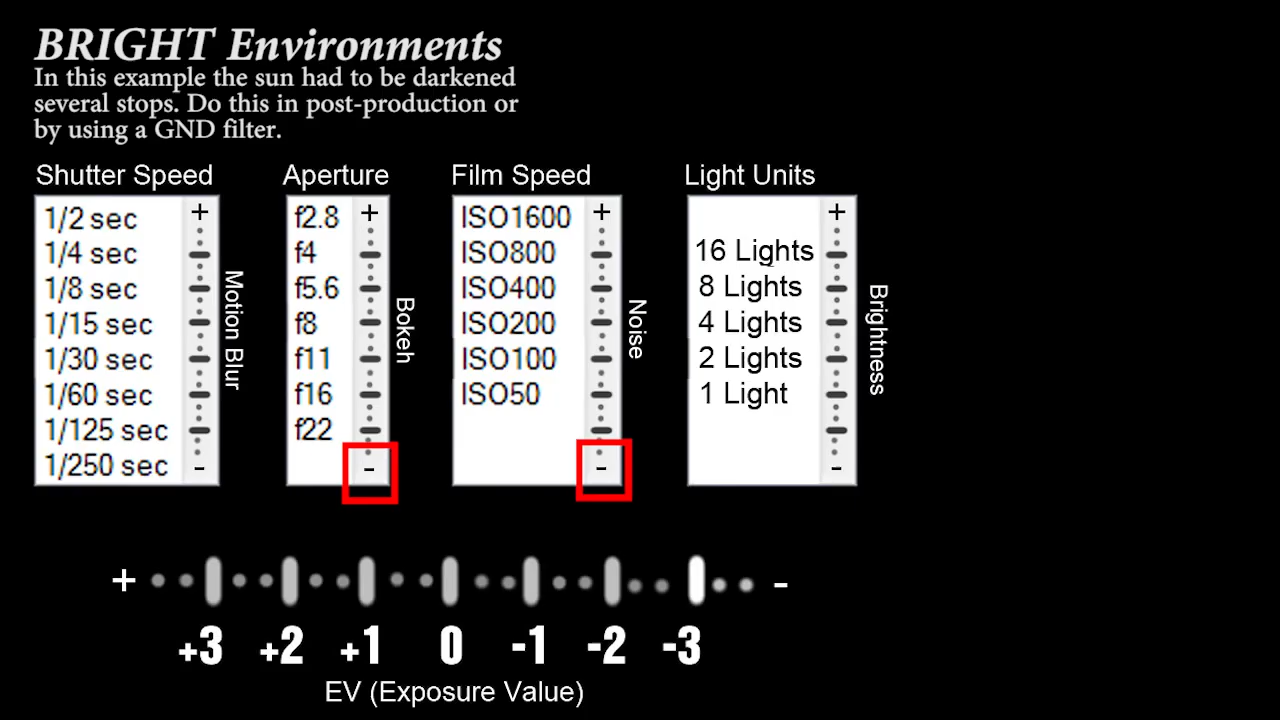 BRIGHT Environments
In this example the sun had to be darkened
several stops. Do this in post-production or
by using a GND filter.
Shutter Speed
+
1/2 sec
1/4 sec
1/8 sec
1/15 sec
1/30 sec
1/60 sec
1/125 sec
1/250 sec
-
Motion Blur
Aperture
+
f2.8
f4
f5.6
f8
f11
f16
f22
-
Bokeh
Film Speed
+
ISO1600
ISO800
ISO400
ISO200
ISO100
ISO50
-
Noise
Light Units
+
16 Lights
8 Lights
4 Lights
2 Lights
1 Light
-
Brightness
+ -
+3 +2 +1 0 -1 -2 -3
EV (Exposure Value)